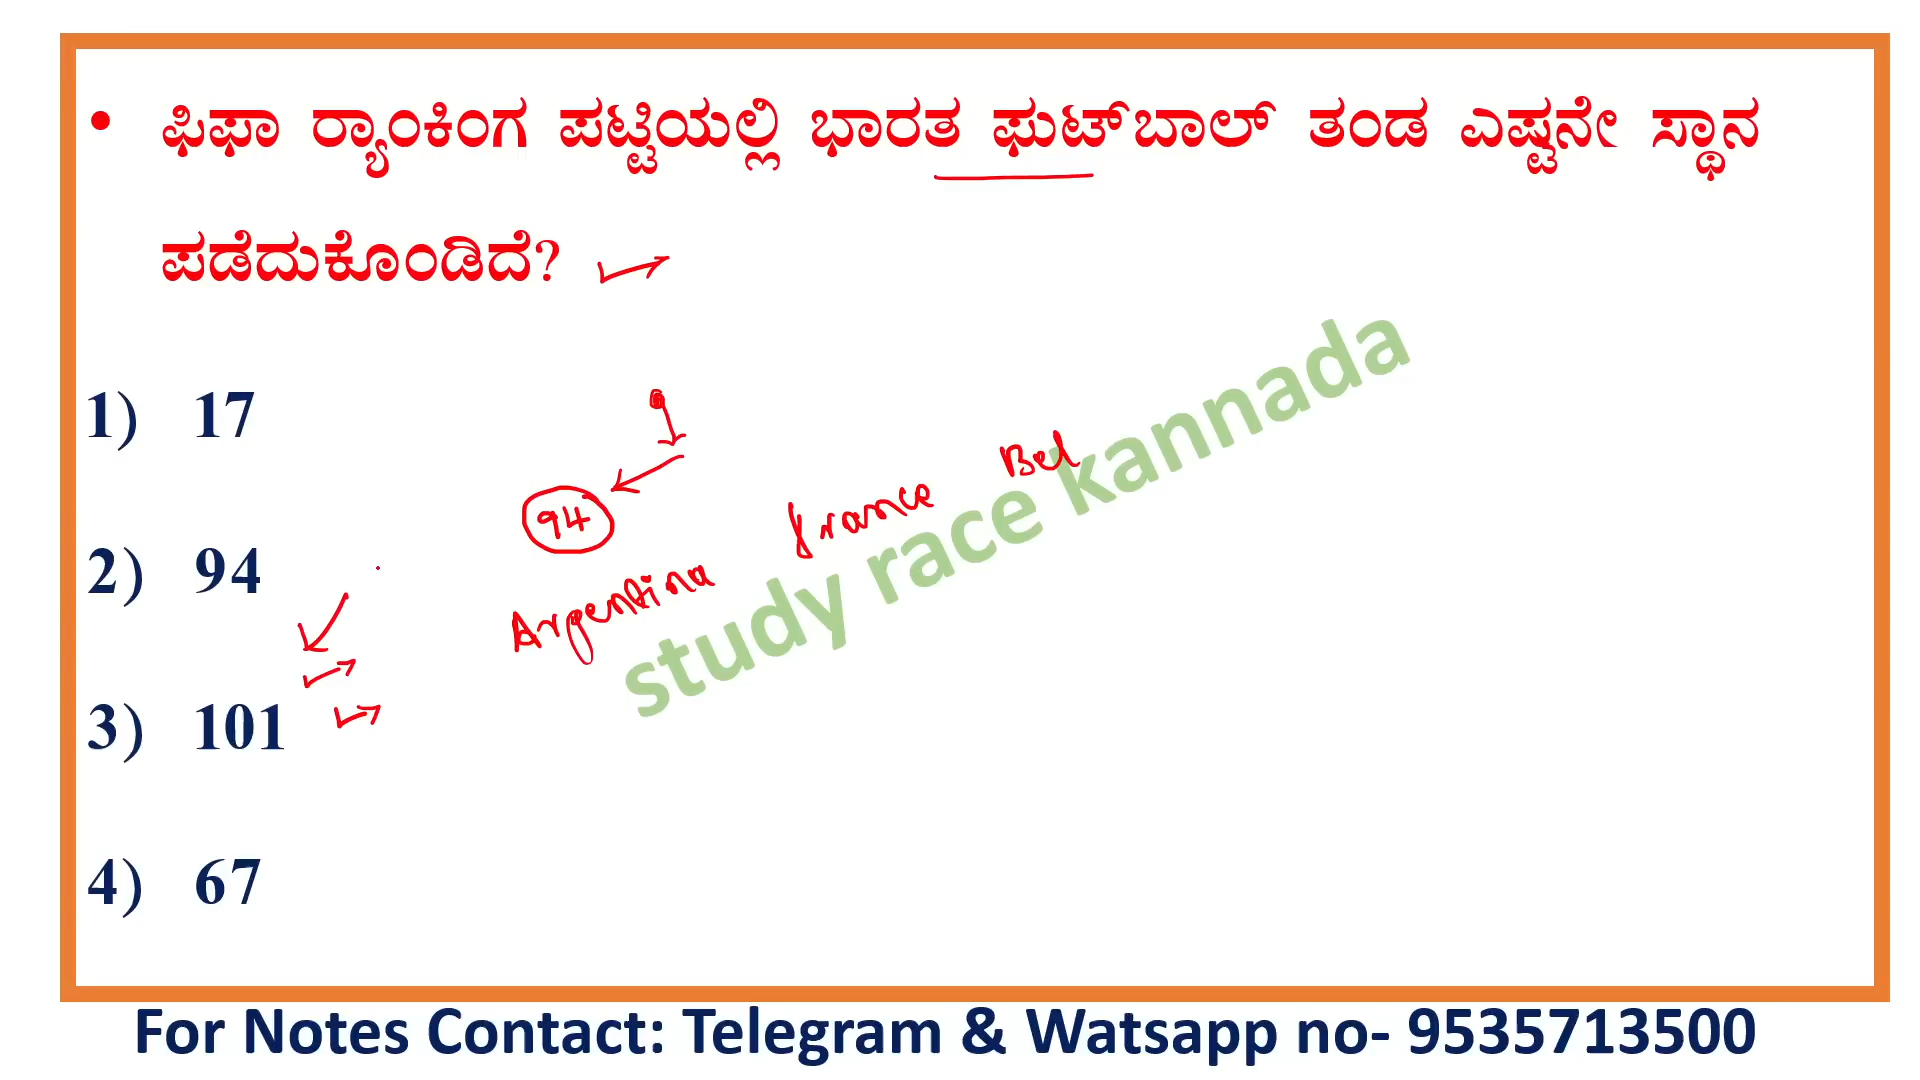 • ಫಿಫಾ ರ‍್ಯಾಂಕಿಂಗ ಪಟ್ಟಿಯಲ್ಲಿ ಭಾರತ ಫುಟ್‌ಬಾಲ್ ತಂಡ ಎಷ್ಟನೇ ಸ್ಥಾನ
ಪಡೆದುಕೊಂಡಿದೆ?
1) 17
94
france
Bel
2) 94
Argentina
study race kannada
3) 101
4) 67
For Notes Contact: Telegram & Watsapp no- 9535713500